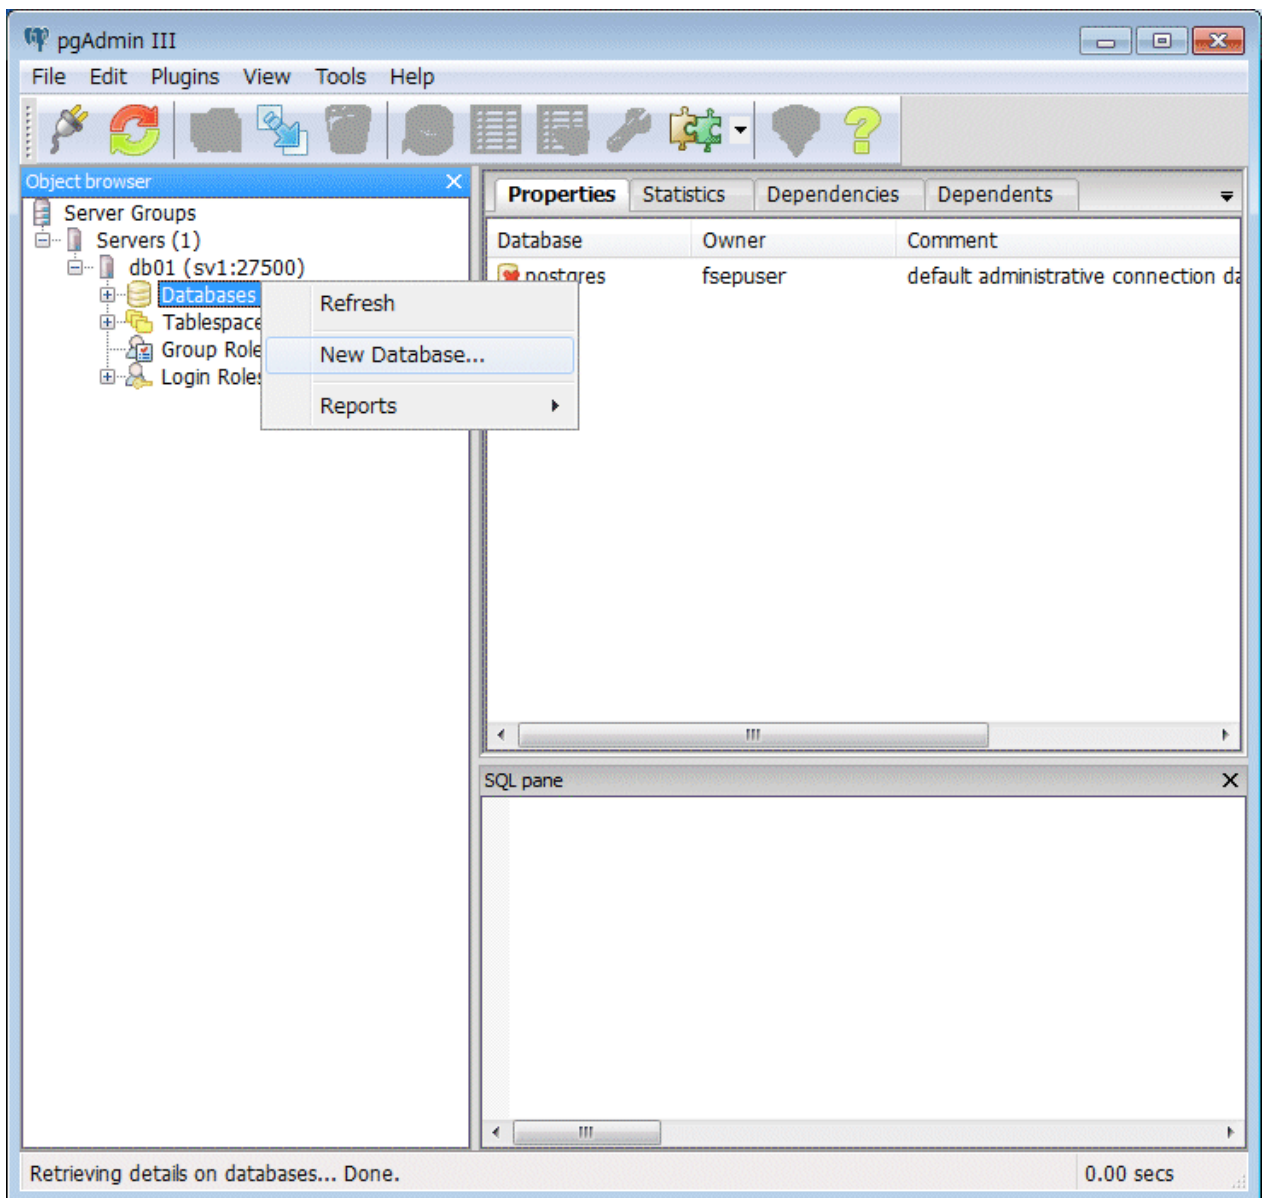 pgAdmin III
File Edit Plugins View Tools Help
Object browser
Server Groups
Servers (1)
db01 (sv1:27500)
Databases
Tablespace
Group Role
Login Roles
Refresh
New Database...
Reports
Properties Statistics Dependencies Dependents
Database Owner Comment
postgres fsepuser default administrative connection da
SQL pane
Retrieving details on databases... Done. 0.00 secs